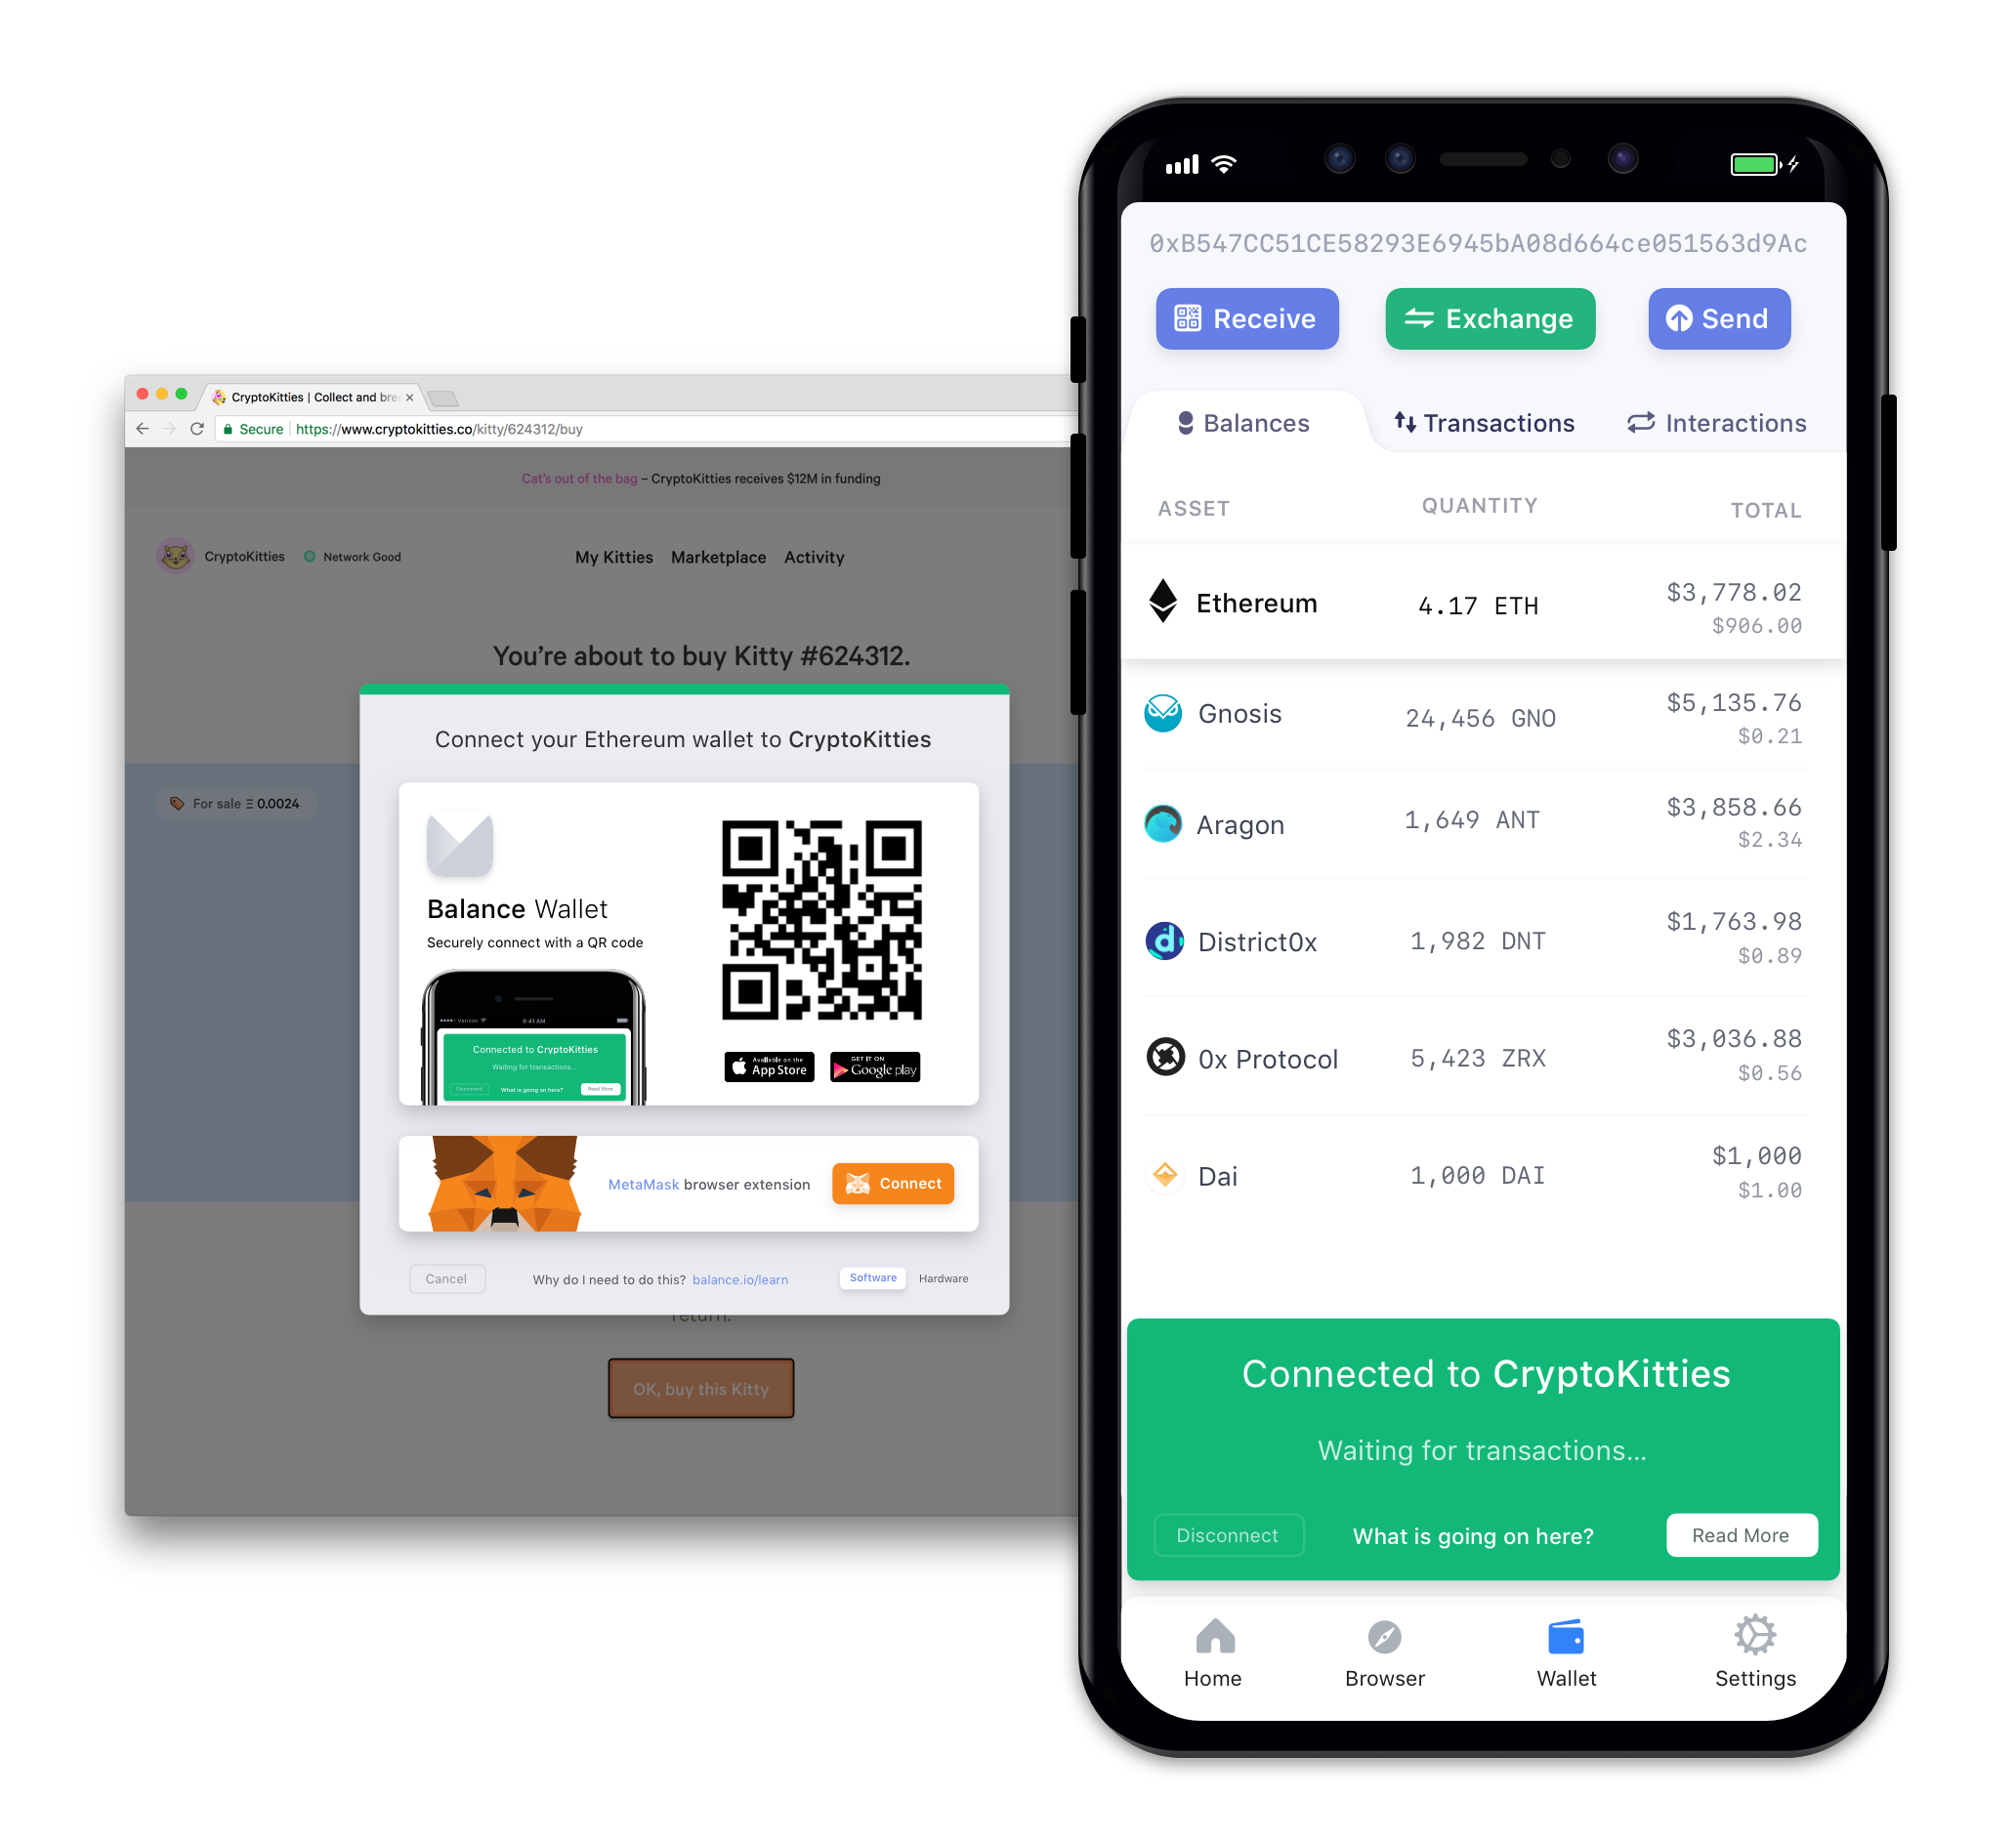 CryptoKitties | Collect and bre
Secure https://www.cryptokitties.co/kitty/624312/buy
Cat's out of the bag – CryptoKitties receives $12M in funding
CryptoKitties Network Good My Kitties Marketplace Activity
You're about to buy Kitty #624312.
For sale Ξ 0.0024
Connect your Ethereum wallet to CryptoKitties
Balance Wallet
Securely connect with a QR code
Verizon 9:41 AM
Connected to CryptoKitties
Waiting for transactions...
Disconnect What is going on here? Read More
Available on the
App Store
GET IT ON
Google play
MetaMask browser extension Connect
Cancel Why do I need to do this? balance.io/learn Software Hardware
return.
OK, buy this Kitty
0xB547CC51CE58293E6945bA08d664ce051563d9Ac
Receive Exchange Send
Balances Transactions Interactions
ASSET QUANTITY TOTAL
Ethereum 4.17 ETH $3,778.02
$906.00
Gnosis 24,456 GNO $5,135.76
$0.21
Aragon 1,649 ANT $3,858.66
$2.34
District0x 1,982 DNT $1,763.98
$0.89
0x Protocol 5,423 ZRX $3,036.88
$0.56
Dai 1,000 DAI $1,000
$1.00
Connected to CryptoKitties
Waiting for transactions...
Disconnect What is going on here? Read More
Home Browser Wallet Settings